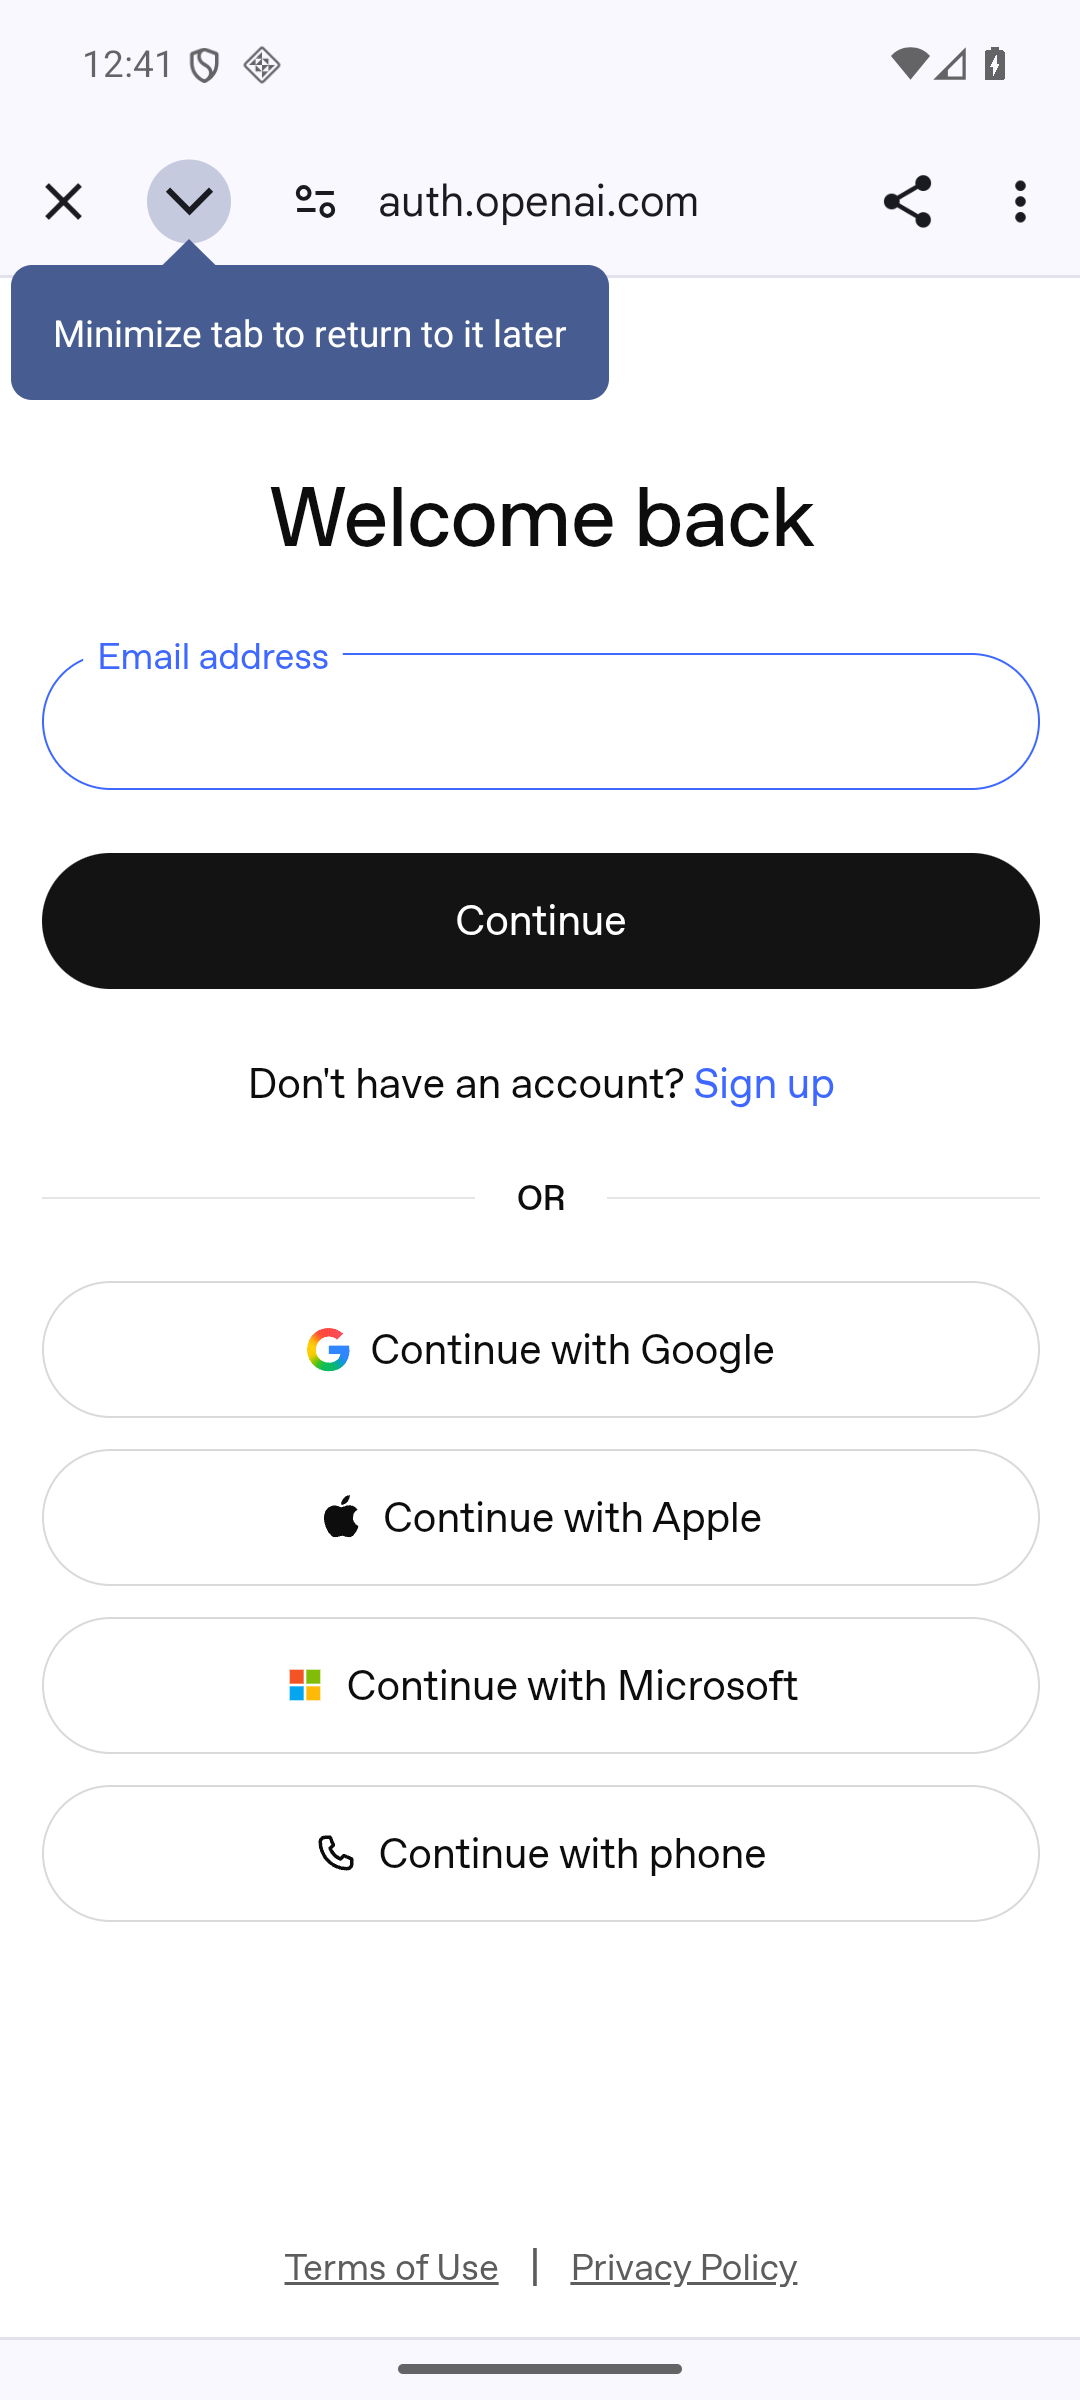 12:41
auth.openai.com
Minimize tab to return to it later
Welcome back
Email address
Continue
Don't have an account? Sign up
OR
Continue with Google
Continue with Apple
Continue with Microsoft
Continue with phone
Terms of Use | Privacy Policy